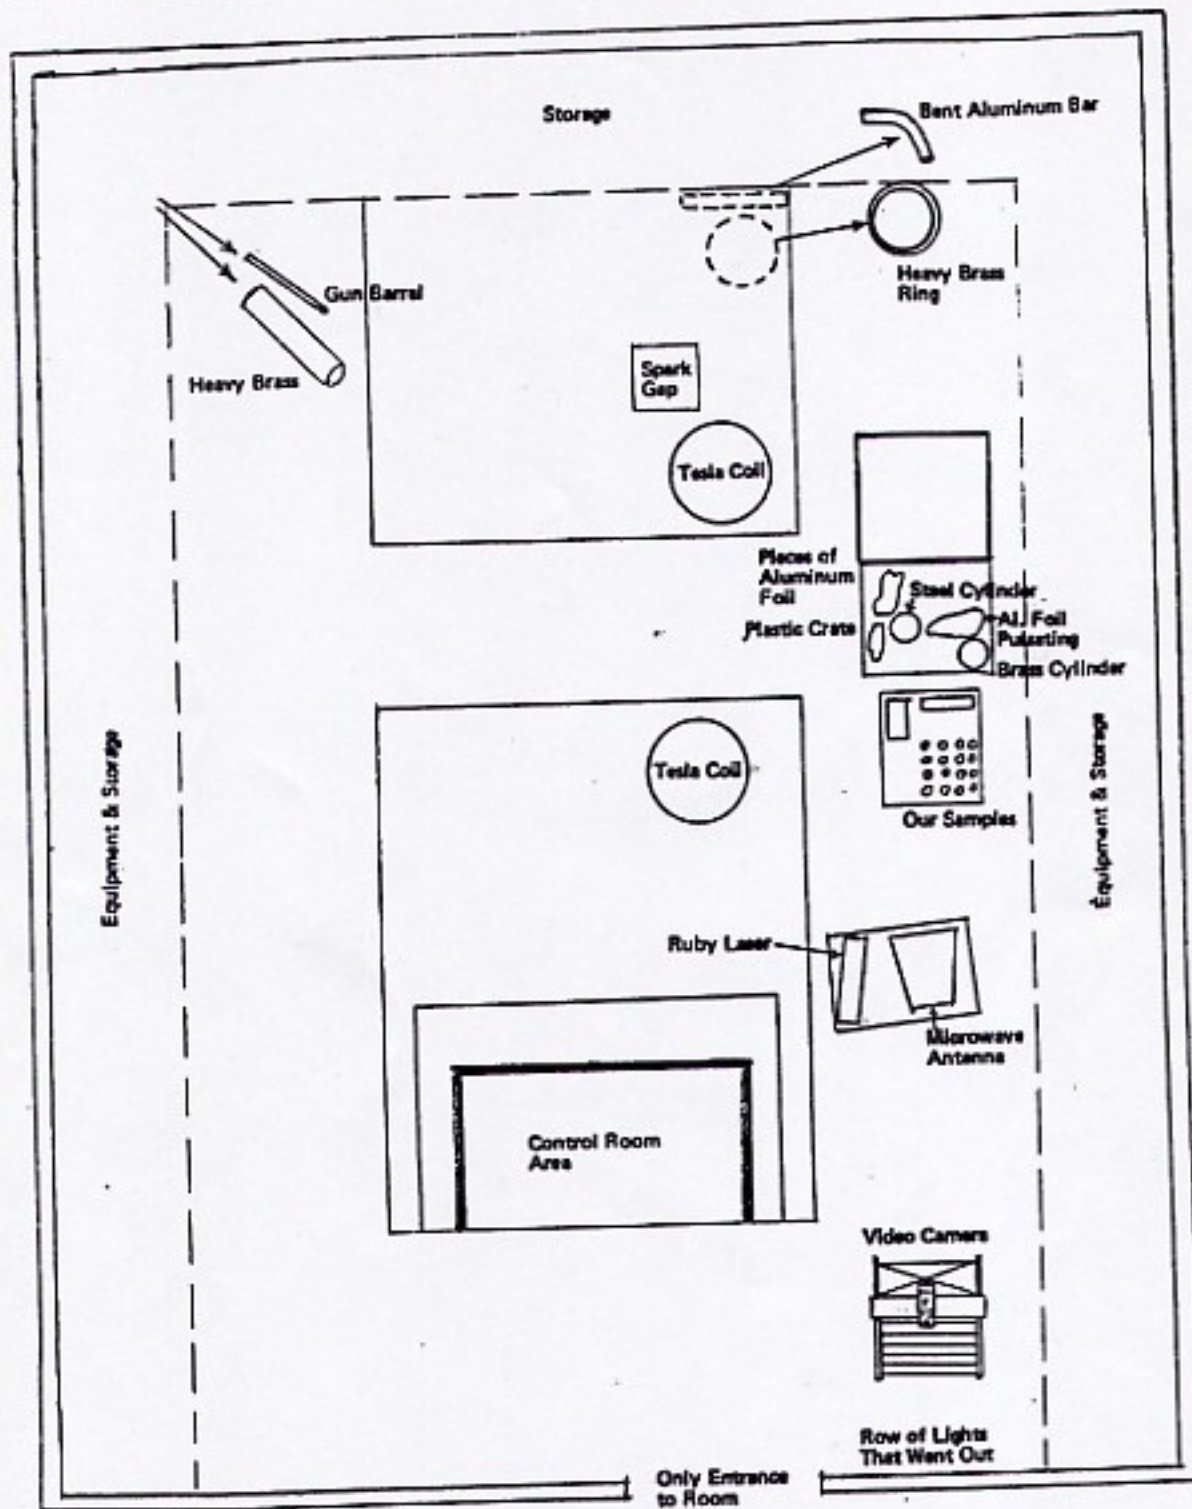 Storage
Bent Aluminum Bar
Heavy Brass
Ring
Gun Barrel
Heavy Brass
Spark
Gap
Tesla Coil
Pieces of
Aluminum
Foil
Steel Cylinder
Plastic Crate
Al. Foil
Pulsating
Brass Cylinder
Tesla Coil
Our Samples
Equipment & Storage
Equipment & Storage
Ruby Laser
Microwave
Antenna
Control Room
Area
Video Camera
Row of Lights
That Went Out
Only Entrance
to Room